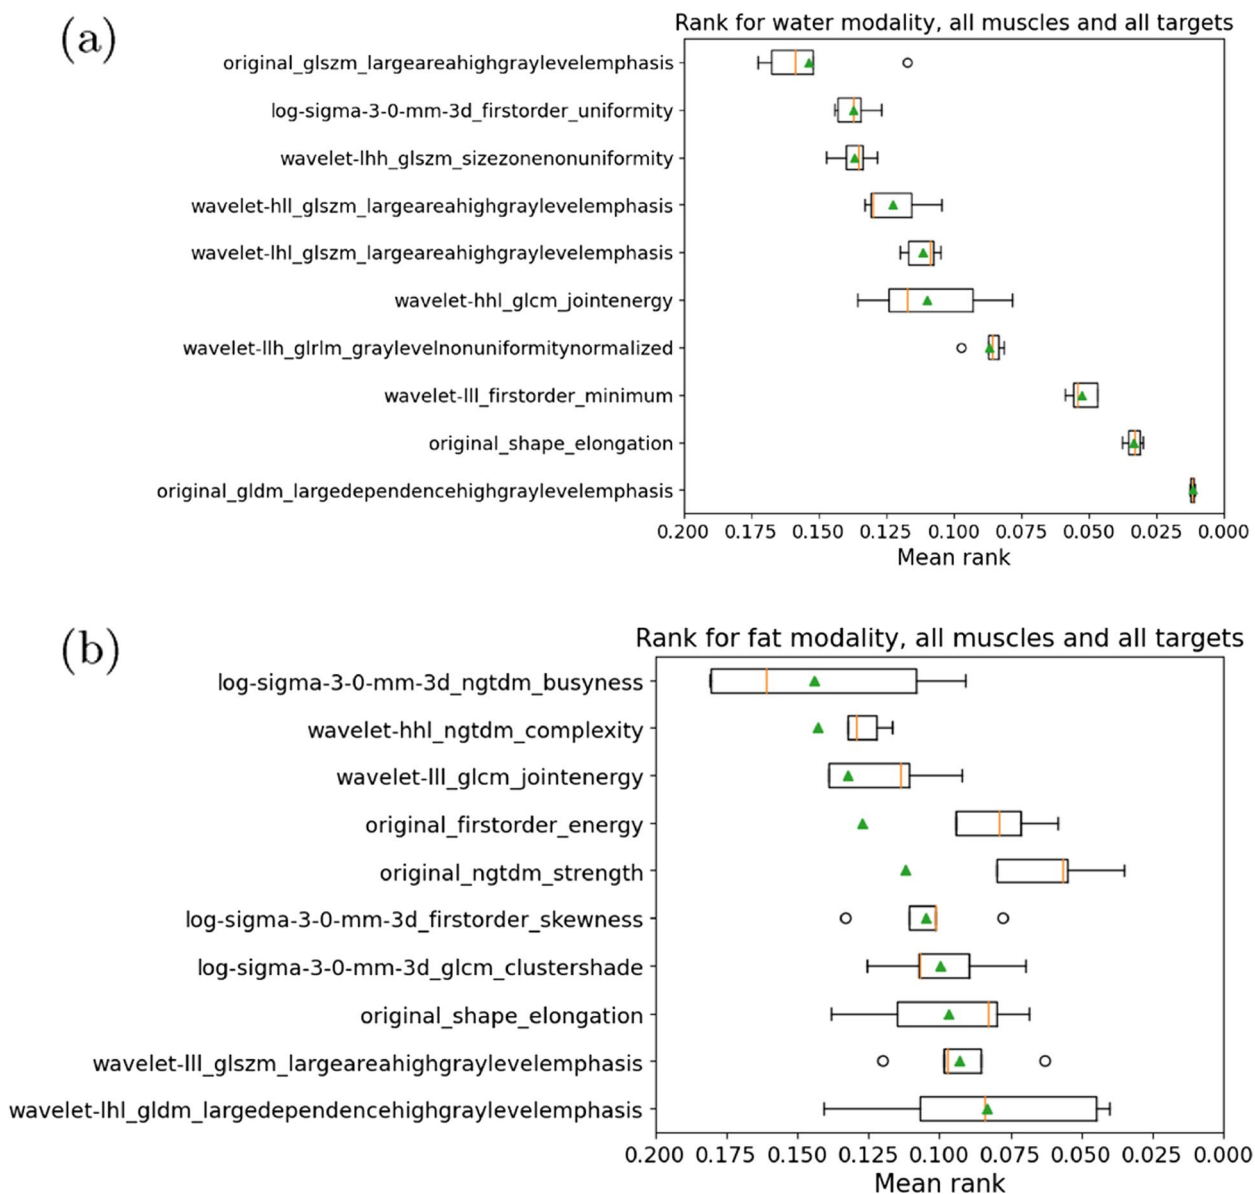 (a)
Rank for water modality, all muscles and all targets
original_glszm_largeareahighgraylevelemphasis
log-sigma-3-0-mm-3d_firstorder_uniformity
wavelet-lhh_glszm_sizezonenonuniformity
wavelet-hll_glszm_largeareahighgraylevelemphasis
wavelet-lhl_glszm_largeareahighgraylevelemphasis
wavelet-hhl_glcm_jointenergy
wavelet-llh_glrlm_graylevelnonuniformitynormalized
wavelet-lll_firstorder_minimum
original_shape_elongation
original_gldm_largedependencehighgraylevelemphasis
0.200 0.175 0.150 0.125 0.100 0.075 0.050 0.025 0.000
Mean rank
(b)
Rank for fat modality, all muscles and all targets
log-sigma-3-0-mm-3d_ngtdm_busyness
wavelet-hhl_ngtdm_complexity
wavelet-lll_glcm_jointenergy
original_firstorder_energy
original_ngtdm_strength
log-sigma-3-0-mm-3d_firstorder_skewness
log-sigma-3-0-mm-3d_glcm_clustershade
original_shape_elongation
wavelet-lll_glszm_largeareahighgraylevelemphasis
wavelet-lhl_gldm_largedependencehighgraylevelemphasis
0.200 0.175 0.150 0.125 0.100 0.075 0.050 0.025 0.000
Mean rank